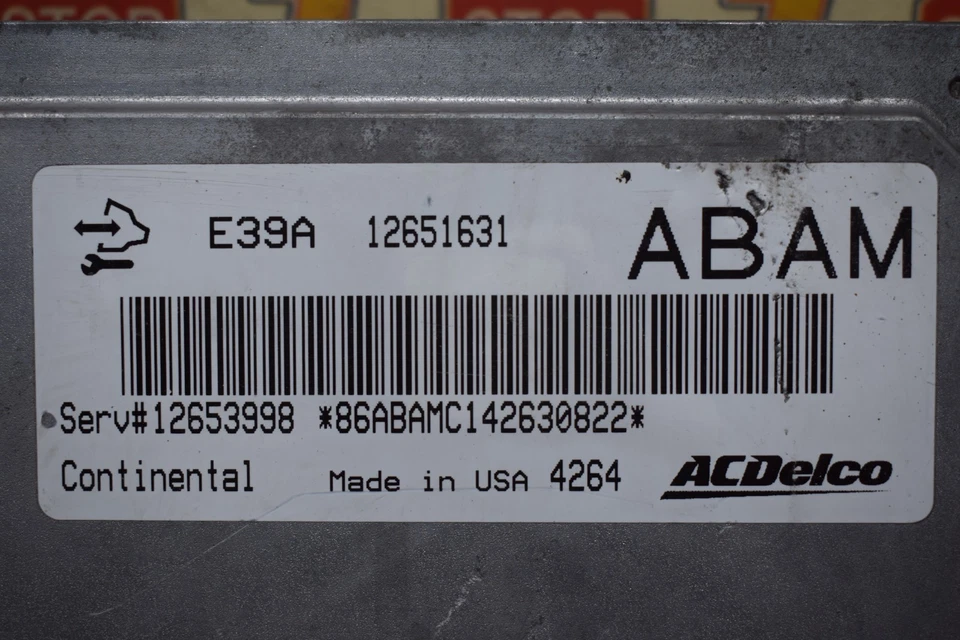 E39A 12651631 ABAM
Serv#12653998 *86ABAMC142630822*
Continental Made in USA 4264 ACDelco